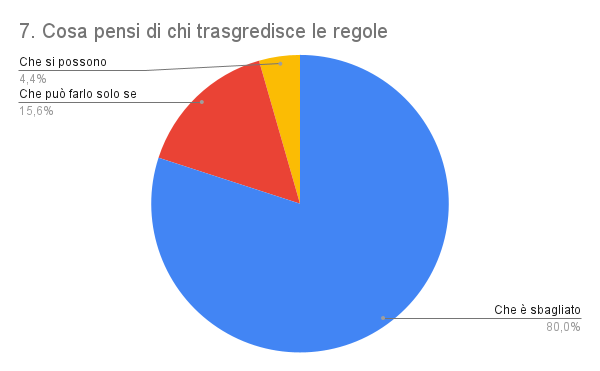 7. Cosa pensi di chi trasgredisce le regole
Che si possono
4,4%
Che può farlo solo se
15,6%
Che è sbagliato
80,0%